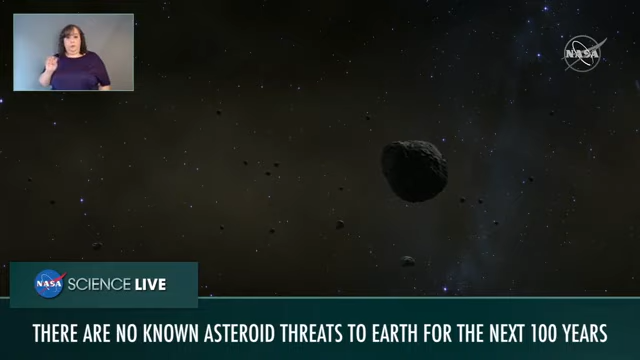 NASA
NASA SCIENCE LIVE
THERE ARE NO KNOWN ASTEROID THREATS TO EARTH FOR THE NEXT 100 YEARS